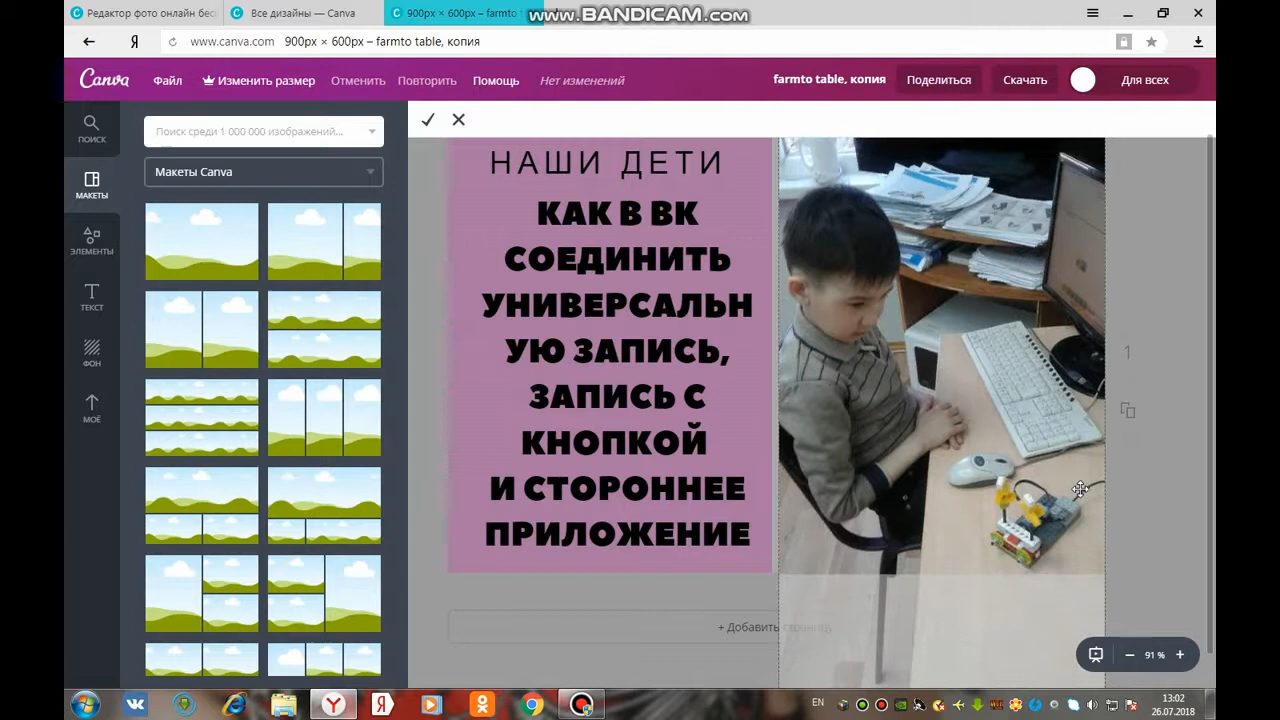 www.BANDICAM.com
Редактор фото онлайн бес
Все дизайны — Canva
900px × 600px – farmto
www.canva.com 900px × 600px – farmto table, копия
Canva Файл Изменить размер Отменить Повторить Помощь Нет изменений farmto table, копия Поделиться Скачать Для всех
ПОИСК
МАКЕТЫ
ЭЛЕМЕНТЫ
ТЕКСТ
ФОН
МОЁ
Поиск среди 1 000 000 изображений...
Макеты Canva
НАШИ ДЕТИ
КАК В ВК
СОЕДИНИТЬ
УНИВЕРСАЛЬН
УЮ ЗАПИСЬ,
ЗАПИСЬ С
КНОПКОЙ
И СТОРОННЕЕ
ПРИЛОЖЕНИЕ
1
+ Добавить страницу
91 %
EN
13:02
26.07.2018